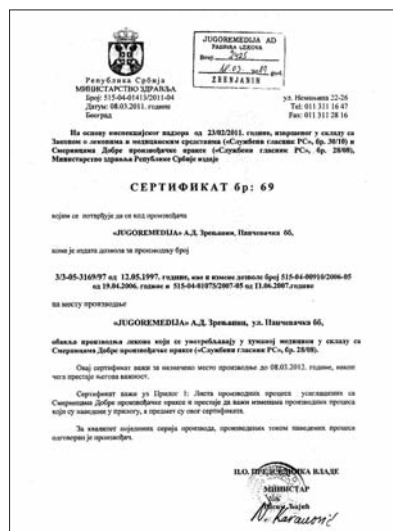 Република Србија
МИНИСТАРСТВО ЗДРАВЉА
Број: 515-04-01413/2011-04
Датум: 08.03.2011. године
Београд
JUGOREMEDIJA AD
FABRIKA LEKOVA
Broj
ZRENJANIN
ул. Немањина 22-26
Tel: 011 311 16 47
Fax: 011 311 28 16
На основу инспекцијског надзора од 23/02/2011. године, извршеног у складу са
Законом о лековима и медицинским средствима («Службени гласник РС», бр. 30/10) и
Смерницама Добре произвођачке праксе («Службени гласник РС», бр. 28/08),
Министарство здравља Републике Србије издаје
СЕРТИФИКАТ бр: 69
којим се потврђује да се код произвођача
«JUGOREMEDIJA» А.Д. Зрењанин, Панчевачка бб,
коме је издата дозвола за производњу број
3/3-05-3169/97 од 12.05.1997. године, као и измене дозволе број 515-04-00910/2006-05
од 19.04.2006. године и 515-04-01075/2007-05 од 11.06.2007.године
на месту производње
«JUGOREMEDIJA» А.Д. Зрењанин, ул. Панчевачка бб,
обавља производња лекова који се употребљавају у хуманој медицини у складу са
Смерницама Добре произвођачке праксе («Службени гласник РС», бр. 28/08).
Овај сертификат важи за назначено место производње до 08.03.2012. године, након
чега престаје његова важност.
Сертификат важи уз Прилог 1: Листа производних процеса усаглашених са
Смерницама Добре произвођачке праксе и престаје да важи изменама производних процеса
који су наведени у прилогу, а предмет су овог сертификата.
За квалитет појединих серија производа, произведених током наведених процеса
одговоран је произвођач.
П.О. ПРЕДСЕДНИКА ВЛАДЕ
МИНИСТАР